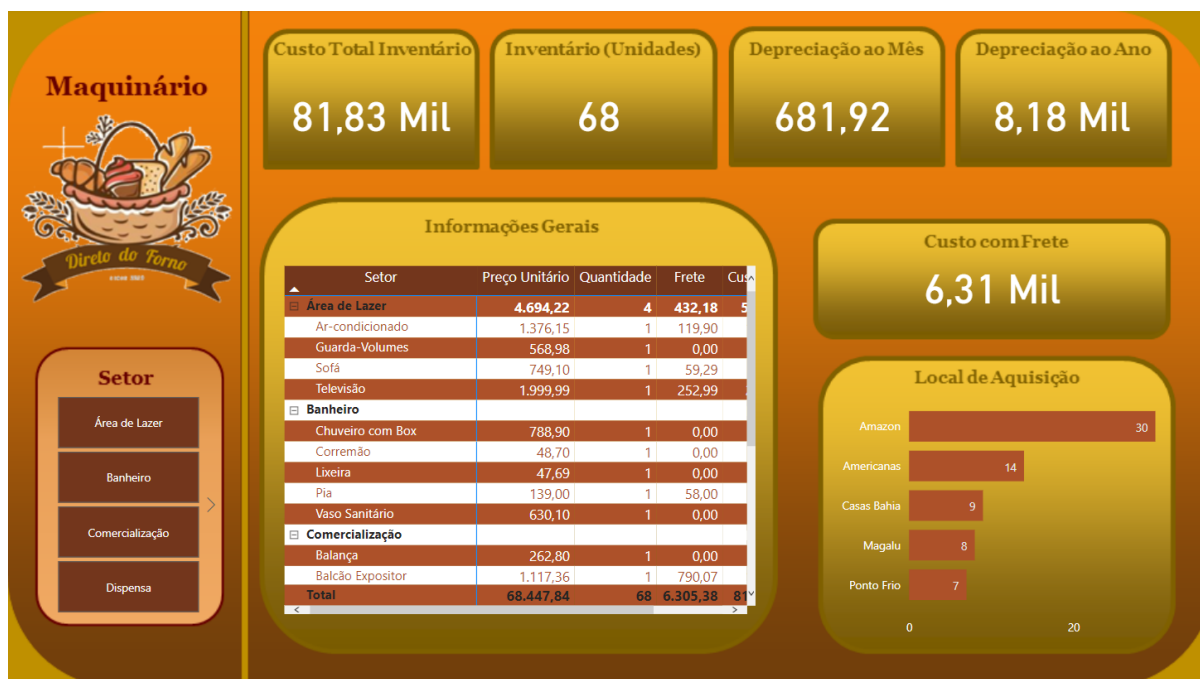 Maquinário
Direto do Forno
Setor
Área de Lazer
Banheiro
Comercialização
Dispensa
Custo Total Inventário
81,83 Mil
Inventário (Unidades)
68
Depreciação ao Mês
681,92
Depreciação ao Ano
8,18 Mil
Informações Gerais
Setor Preço Unitário Quantidade Frete Cus
Área de Lazer 4.694,22 4 432,18 5
Ar-condicionado 1.376,15 1 119,90
Guarda-Volumes 568,98 1 0,00
Sofá 749,10 1 59,29
Televisão 1.999,99 1 252,99
Banheiro
Chuveiro com Box 788,90 1 0,00
Corremão 48,70 1 0,00
Lixeira 47,69 1 0,00
Pia 139,00 1 58,00
Vaso Sanitário 630,10 1 0,00
Comercialização
Balança 262,80 1 0,00
Balcão Expositor 1.117,36 1 790,07
Total 68.447,84 68 6.305,38 81
Custo com Frete
6,31 Mil
Local de Aquisição
Amazon 30
Americanas 14
Casas Bahia 9
Magalu 8
Ponto Frio 7
0 20